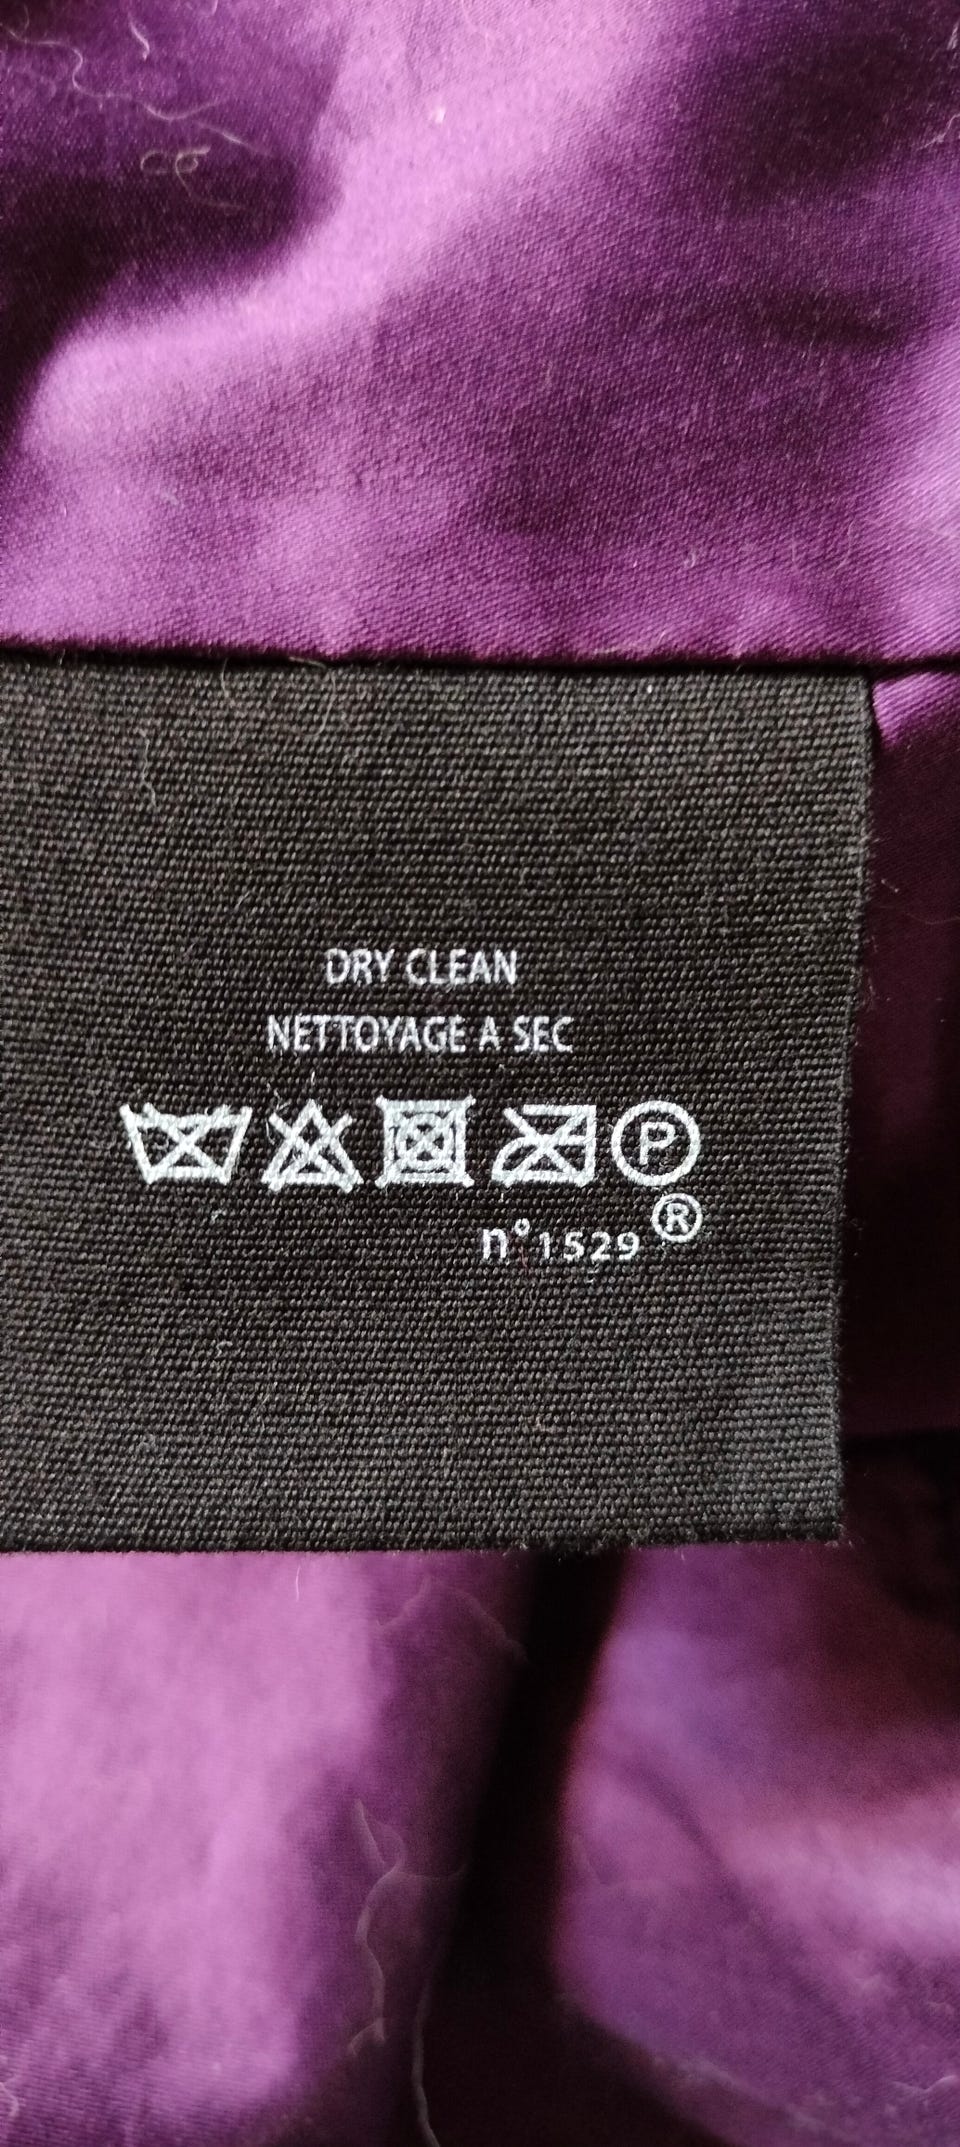 DRY CLEAN
NETTOYAGE A SEC
P
n°1529 ®